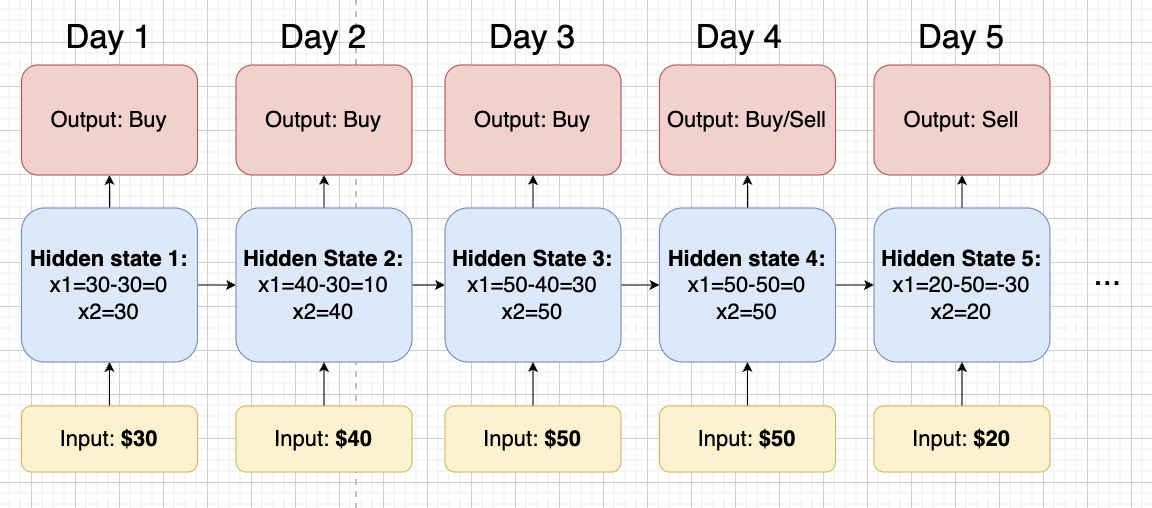 Day 1
Day 2
Day 3
Day 4
Day 5
Output: Buy
Output: Buy
Output: Buy
Output: Buy/Sell
Output: Sell
Hidden state 1:
x1=30-30=0
x2=30
Hidden State 2:
x1=40-30=10
x2=40
Hidden State 3:
x1=50-40=30
x2=50
Hidden state 4:
x1=50-50=0
x2=50
Hidden State 5:
x1=20-50=-30
x2=20
...
Input: $30
Input: $40
Input: $50
Input: $50
Input: $20